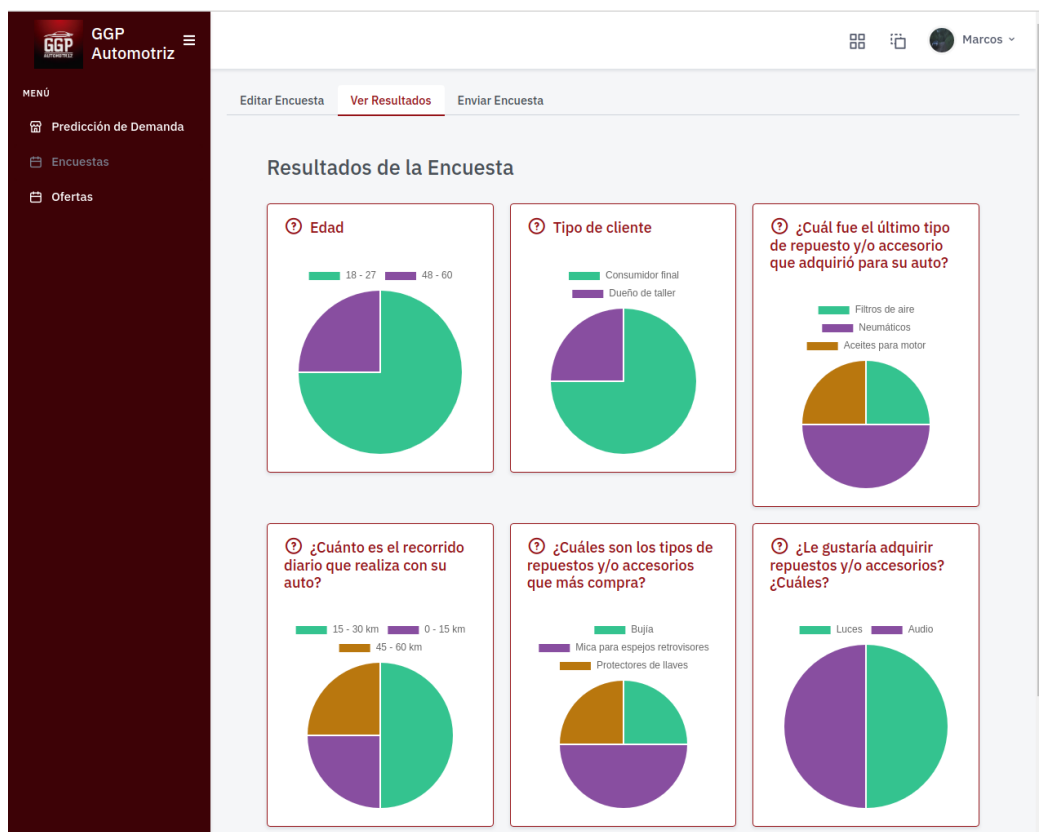 GGP
AUTOMOTRIZ
GGP
Automotriz
Marcos
MENÚ
Predicción de Demanda
Encuestas
Ofertas
Editar Encuesta
Ver Resultados
Enviar Encuesta
Resultados de la Encuesta
Edad
18 - 27
48 - 60
Tipo de cliente
Consumidor final
Dueño de taller
¿Cuál fue el último tipo
de repuesto y/o accesorio
que adquirió para su auto?
Filtros de aire
Neumáticos
Aceites para motor
¿Cuánto es el recorrido
diario que realiza con su
auto?
15 - 30 km
0 - 15 km
45 - 60 km
¿Cuáles son los tipos de
repuestos y/o accesorios
que más compra?
Bujía
Mica para espejos retrovisores
Protectores de llaves
¿Le gustaría adquirir
repuestos y/o accesorios?
¿Cuáles?
Luces
Audio